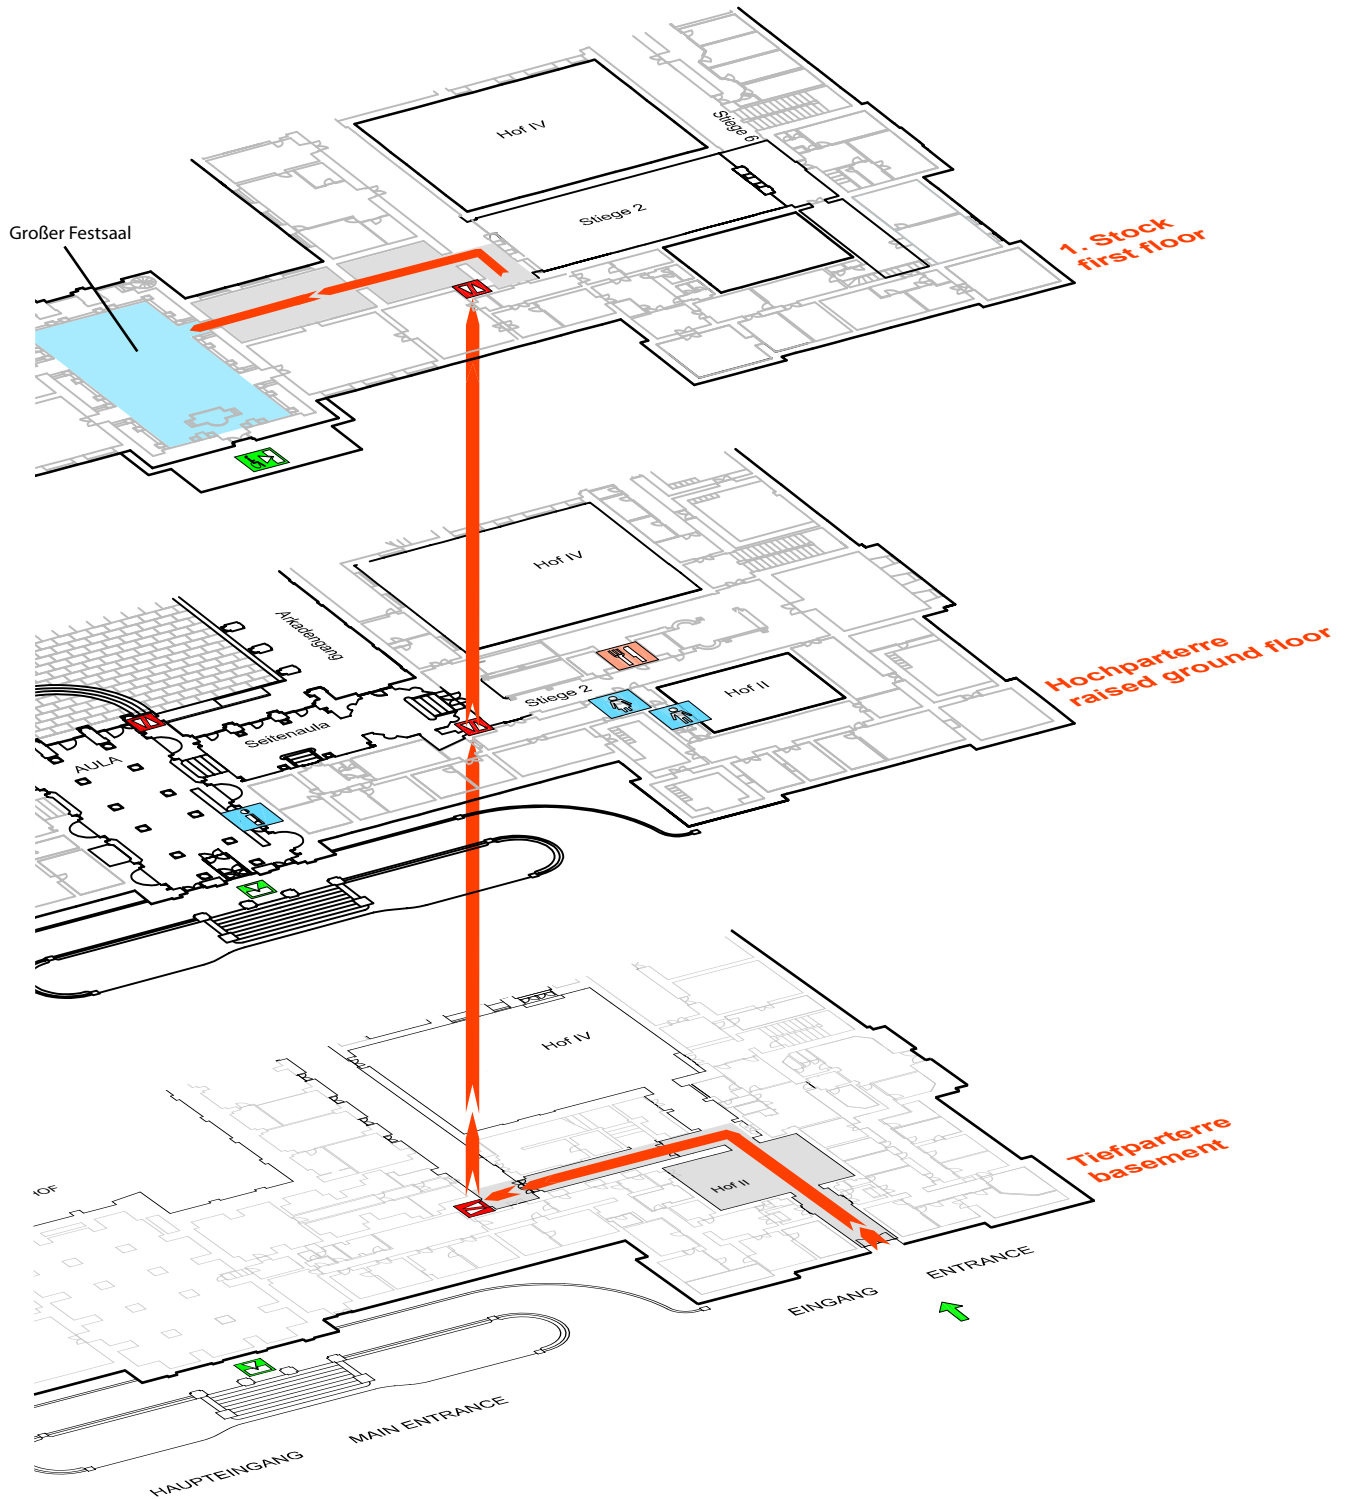 Hof IV
Stiege 6
Stiege 2
Großer Festsaal
1. Stock
first floor
Hof IV
Arkadengang
Stiege 2
Hof II
Seitenaula
AULA
Hochparterre
raised ground floor
Hof IV
HOF
Hof II
Tiefparterre
basement
EINGANG
ENTRANCE
HAUPTEINGANG
MAIN ENTRANCE